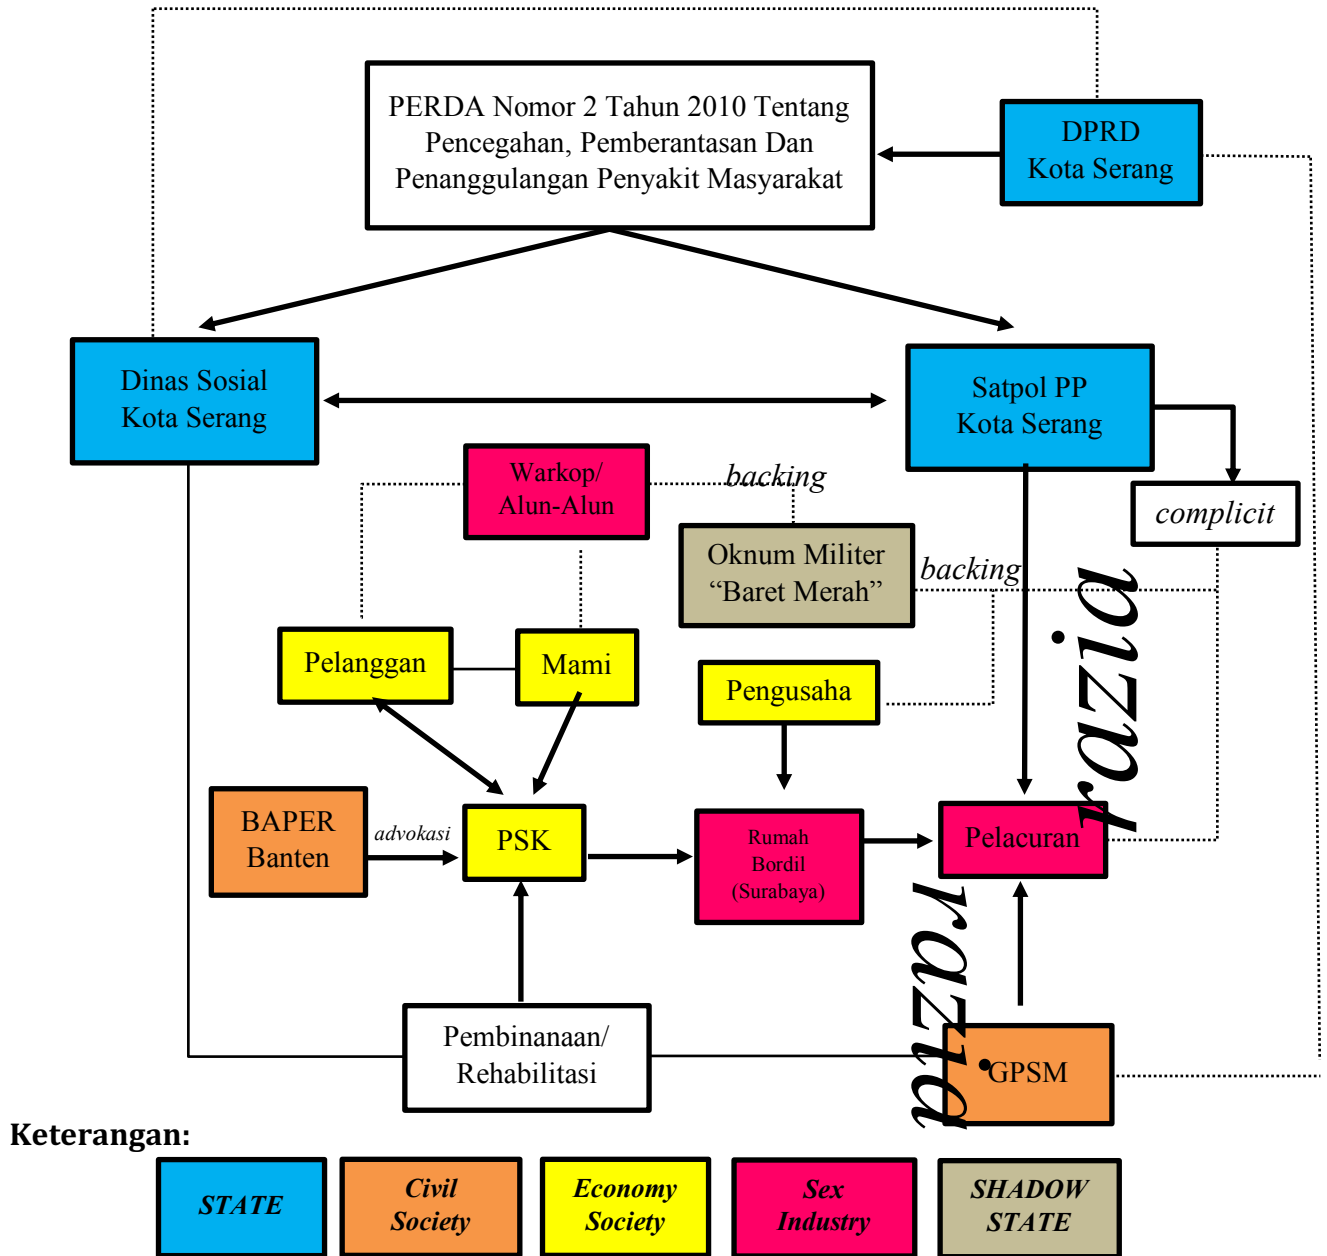 PERDA Nomor 2 Tahun 2010 Tentang
Pencegahan, Pemberantasan Dan
Penanggulangan Penyakit Masyarakat
DPRD
Kota Serang
Dinas Sosial
Kota Serang
Satpol PP
Kota Serang
Warkop/
Alun-Alun
backing
complicit
Oknum Militer
“Baret Merah”
backing
razia
Pelanggan
Mami
Pengusaha
BAPER
Banten
advokasi
PSK
Rumah
Bordil
(Surabaya)
Pelacuran
razia
Pembinanaan/
Rehabilitasi
GPSM
Keterangan:
STATE
Civil
Society
Economy
Society
Sex
Industry
SHADOW
STATE